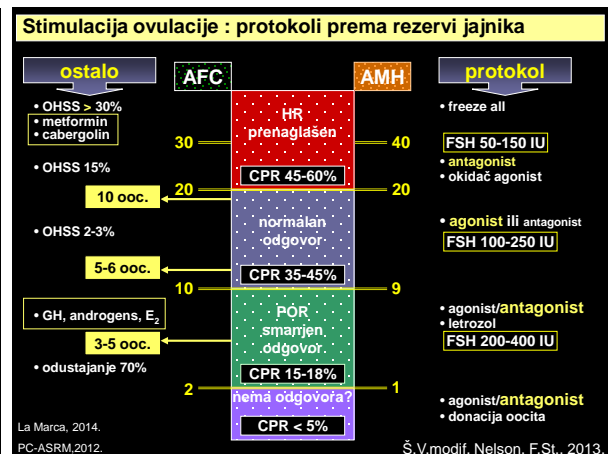 Stimulacija ovulacije : protokoli prema rezervi jajnika
ostalo
AFC
AMH
protokol
• OHSS > 30%
• metformin
• cabergolin
• OHSS 15%
10 ooc.
• OHSS 2-3%
5-6 ooc.
• GH, androgens, E2
3-5 ooc.
• odustajanje 70%
30
20
10
2
HR
prenaglašen
CPR 45-60%
normalan
odgovor
CPR 35-45%
POR
smanjen
odgovor
CPR 15-18%
nema odgovora?
CPR < 5%
40
20
9
1
• freeze all
FSH 50-150 IU
• antagonist
• okidač agonist
• agonist ili antagonist
FSH 100-250 IU
• agonist/antagonist
• letrozol
FSH 200-400 IU
• agonist/antagonist
• donacija oocita
La Marca, 2014.
PC-ASRM,2012.
Š.V.modif. Nelson, F.St., 2013.